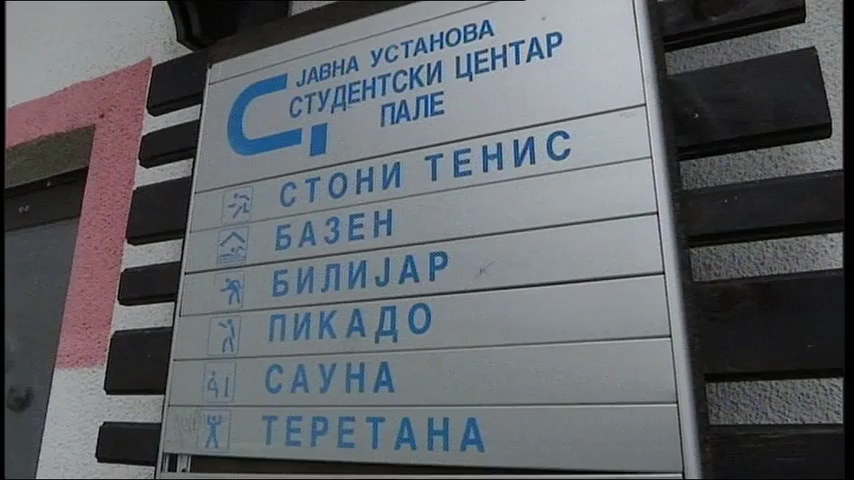 ЈАВНА УСТАНОВА
СТУДЕНТСКИ ЦЕНТАР
ПАЛЕ
СТОНИ ТЕНИС
БАЗЕН
БИЛИЈАР
ПИКАДО
САУНА
ТЕРЕТАНА